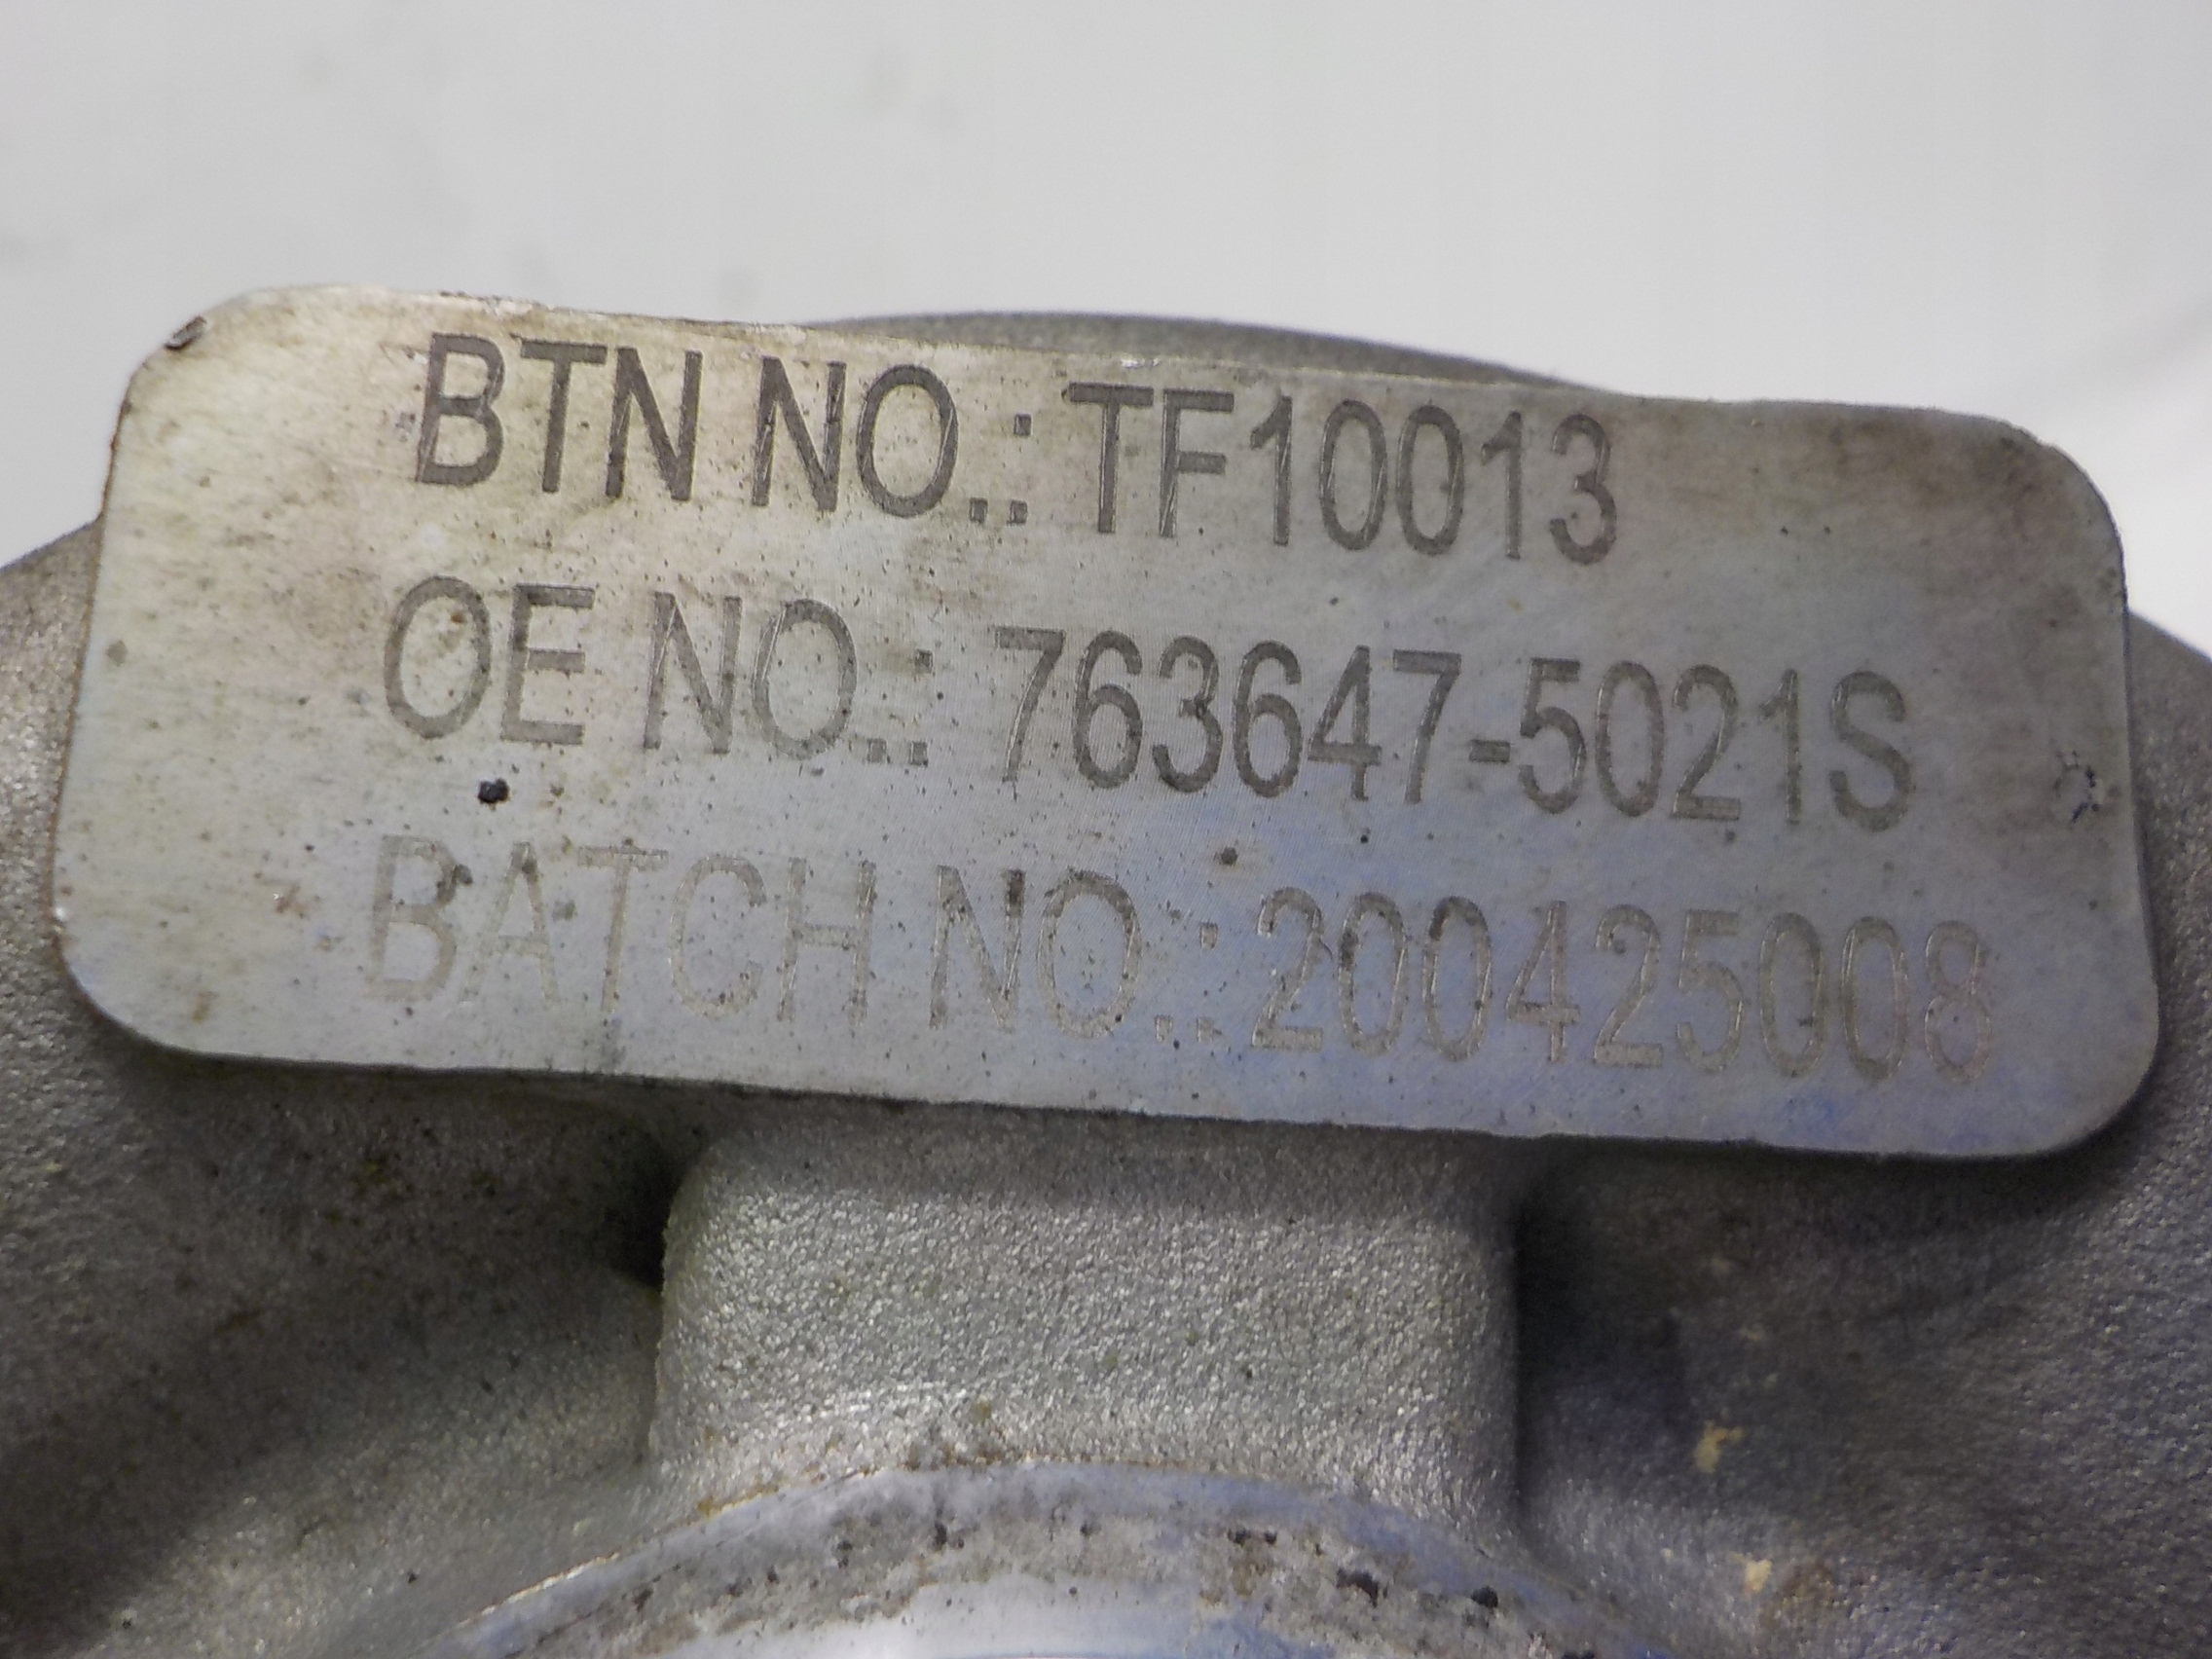 BTN NO.: TF10013
OE NO.: 763647-5021S
BATCH NO.: 200425008